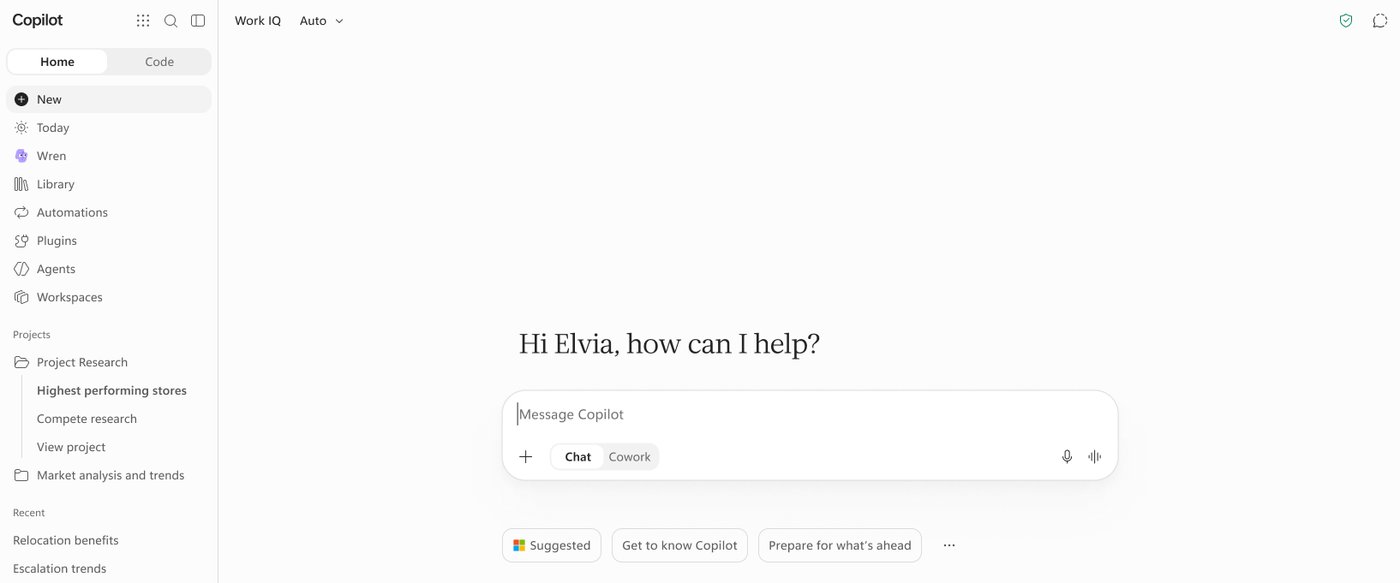 Copilot
Work IQ Auto
Home Code
New
Today
Wren
Library
Automations
Plugins
Agents
Workspaces
Projects
Project Research
Highest performing stores
Compete research
View project
Market analysis and trends
Recent
Relocation benefits
Escalation trends
Hi Elvia, how can I help?
Message Copilot
Chat Cowork
Suggested Get to know Copilot Prepare for what's ahead ...